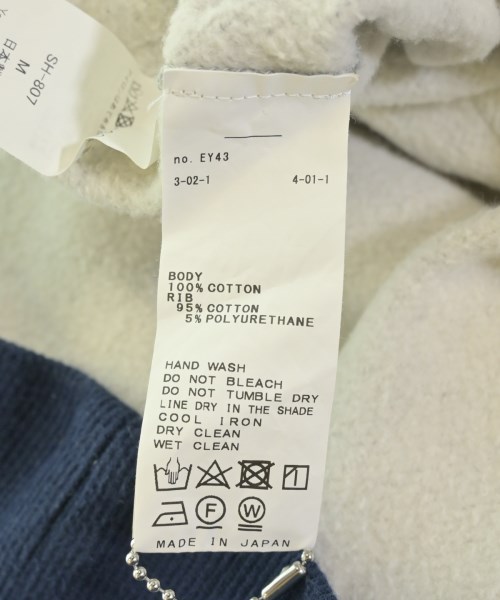 SH-807
M
no. EY43
3-02-1 4-01-1
BODY
100% COTTON
RIB
95% COTTON
5% POLYURETHANE
HAND WASH
DO NOT BLEACH
DO NOT TUMBLE DRY
LINE DRY IN THE SHADE
COOL IRON
DRY CLEAN
WET CLEAN
F W
MADE IN JAPAN